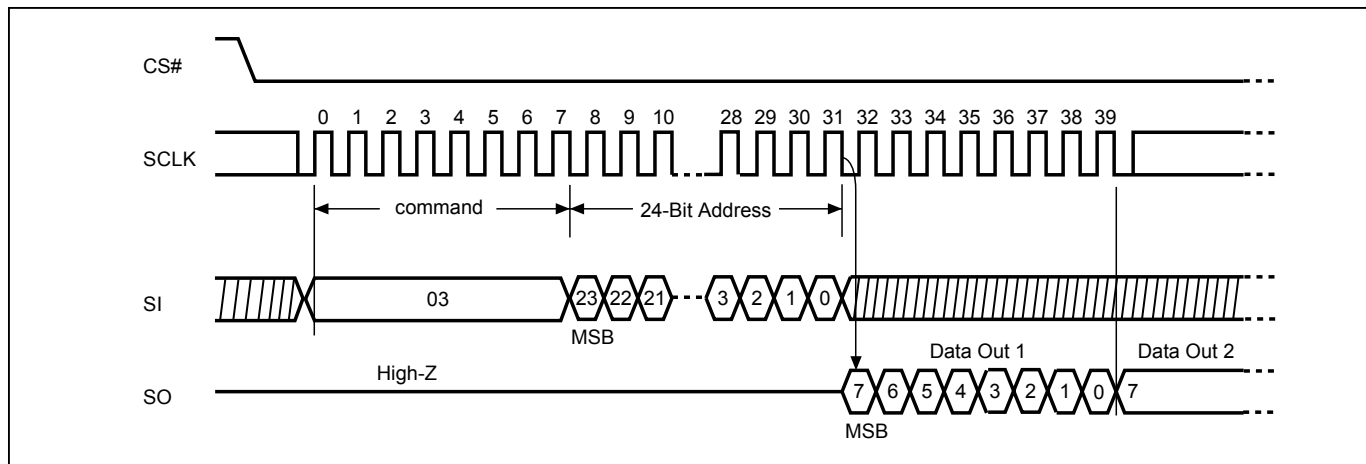 CS#
0 1 2 3 4 5 6 7 8 9 10 28 29 30 31 32 33 34 35 36 37 38 39
SCLK
command 24-Bit Address
SI 03 23 22 21 3 2 1 0
MSB
Data Out 1 Data Out 2
High-Z
SO 7 6 5 4 3 2 1 0 7
MSB